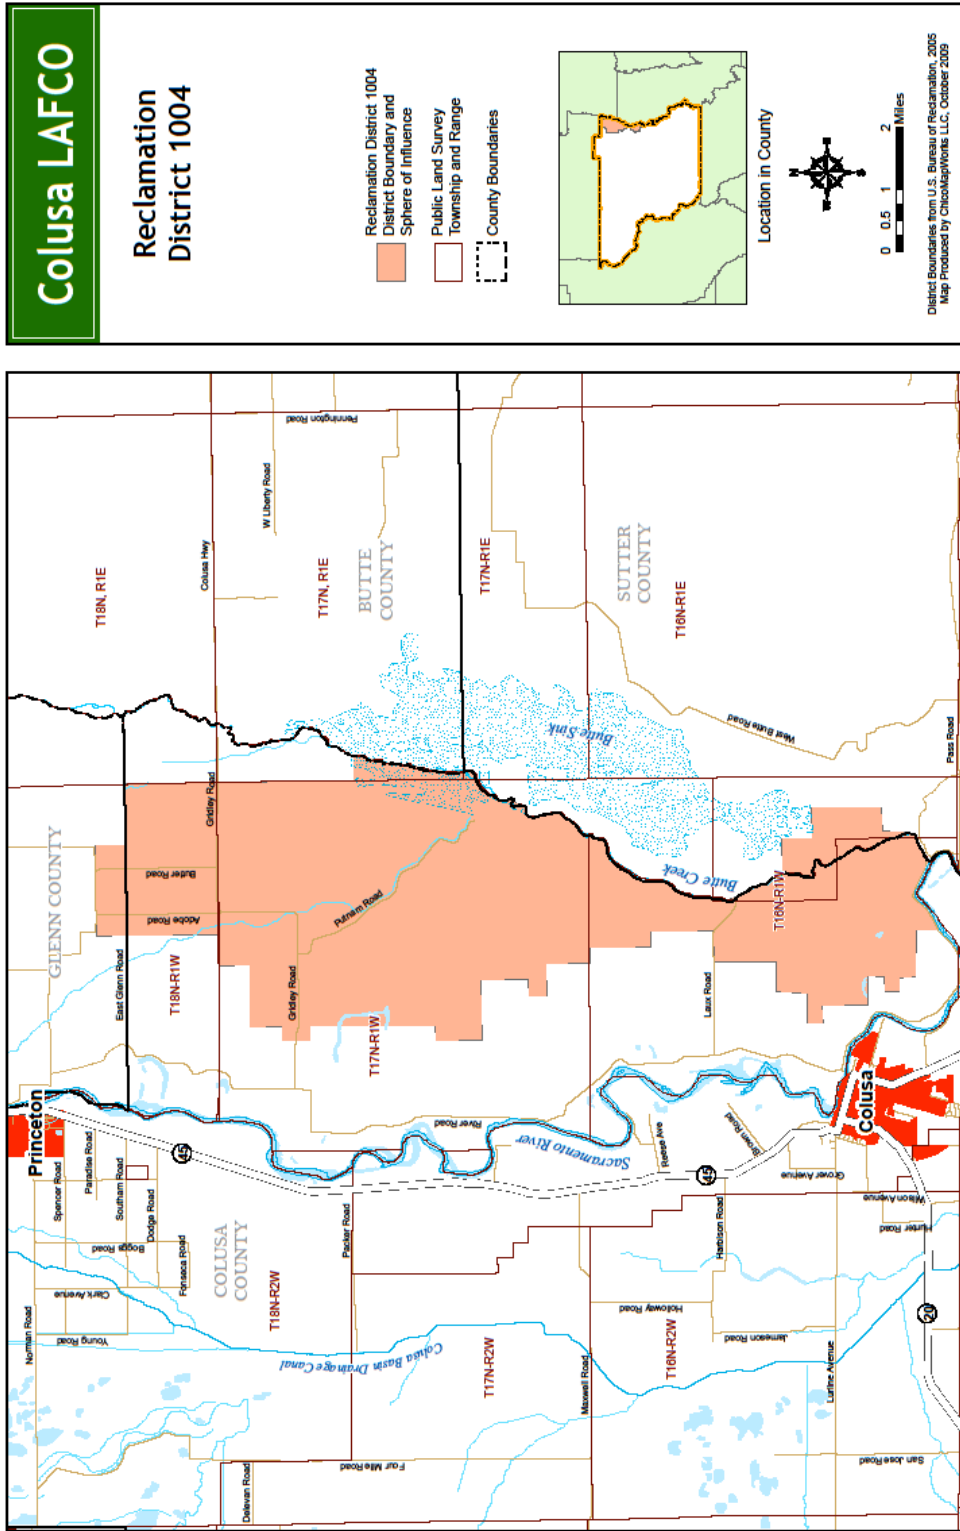 Colusa LAFCO
Reclamation
District 1004
Reclamation District 1004
District Boundary and
Sphere of Influence
Public Land Survey
Township and Range
County Boundaries
Location in County
N
W
E
S
0 0.5 1 2
Miles
District Boundaries from U.S. Bureau of Reclamation, 2005
Map Produced by ChicoMapWorks LLC, October 2009
Princeton
GLENN COUNTY
T18N, R1E
East Glenn Road
Butler Road
Adobe Road
T18N-R1W
Colusa Hwy
Gridley Road
W Liberty Road
Pennington Road
T17N, R1E
BUTTE
COUNTY
Gridley Road
Putnam Road
T17N-R1W
River Road
T17N-R1E
Butte Sink
SUTTER
COUNTY
T16N-R1E
West Butte Road
Pass Road
Butte Creek
T16N-R1W
Laux Road
Sacramento River
Reese Ave
Brown Road
45
Colusa
Grover Avenue
Wilson Avenue
Hunter Road
20
Norman Road
Spencer Road
Paradise Road
Southam Road
Dodge Road
Boggs Road
Clark Avenue
Young Road
Fonseca Road
45
COLUSA
COUNTY
T18N-R2W
Packer Road
Colusa Basin Drainage Canal
T17N-R2W
Maxwell Road
Holloway Road
Harbison Road
Jameson Road
T16N-R2W
Lurline Avenue
San Jose Road
Four Mile Road
Delevan Road